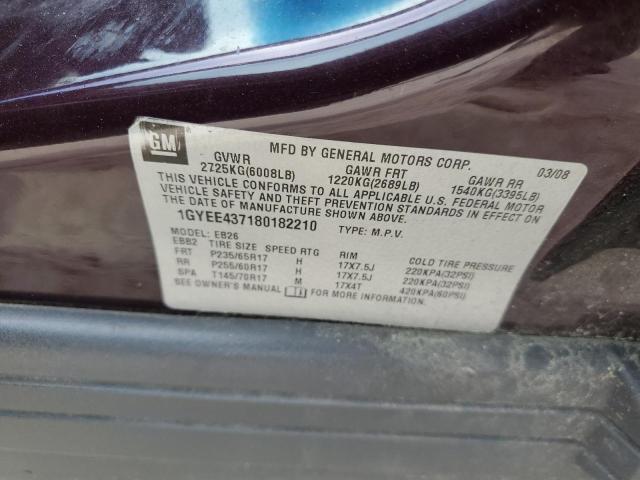 GM MFD BY GENERAL MOTORS CORP. 03/08
GVWR GAWR FRT GAWR RR
2725KG(6008LB) 1220KG(2689LB) 1540KG(3395LB)
THIS VEHICLE CONFORMS TO ALL APPLICABLE U.S. FEDERAL MOTOR
VEHICLE SAFETY AND THEFT PREVENTION STANDARDS IN EFFECT ON
THE DATE OF MANUFACTURE SHOWN ABOVE.
1GYEE437180182210 TYPE: M.P.V.
MODEL: EB26
EBB2 TIRE SIZE SPEED RTG RIM COLD TIRE PRESSURE
FRT P235/65R17 H 17X7.5J 220KPA(32PSI)
RR P255/60R17 H 17X7.5J 220KPA(32PSI)
SPA T145/70R17 M 17X4T 420KPA(60PSI)
SEE OWNER'S MANUAL FOR MORE INFORMATION.